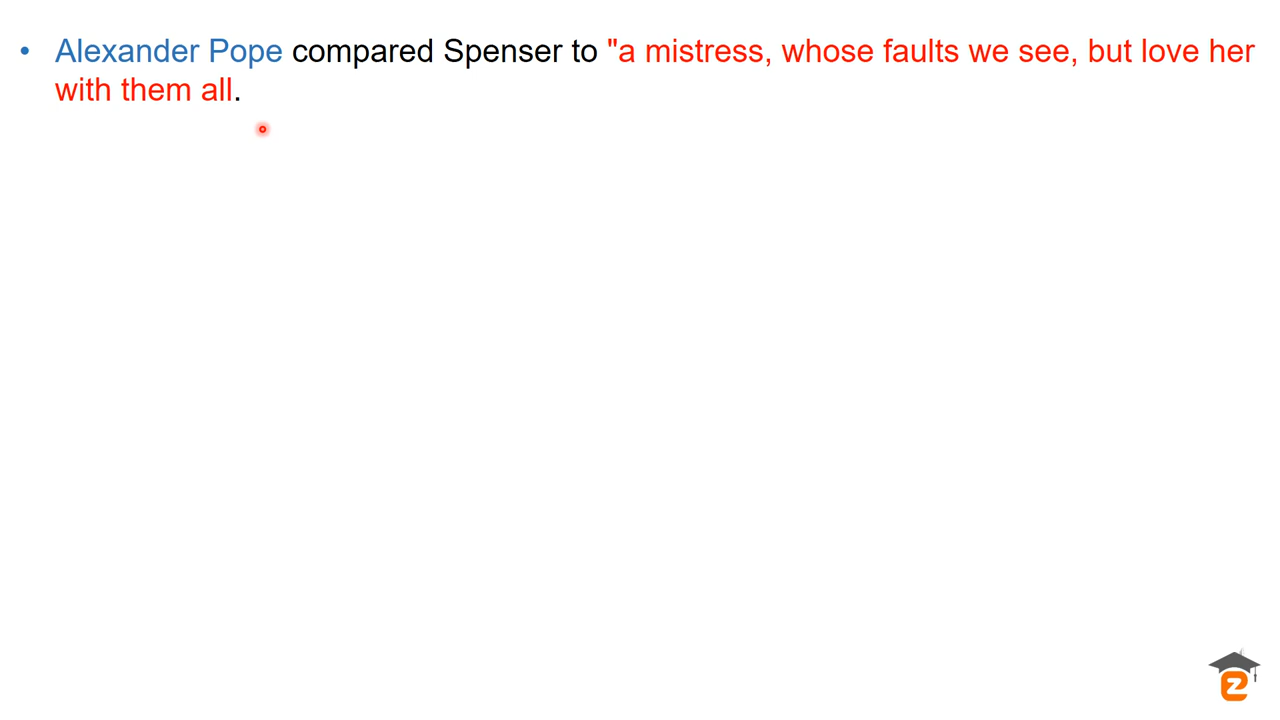 • Alexander Pope compared Spenser to "a mistress, whose faults we see, but love her
with them all.